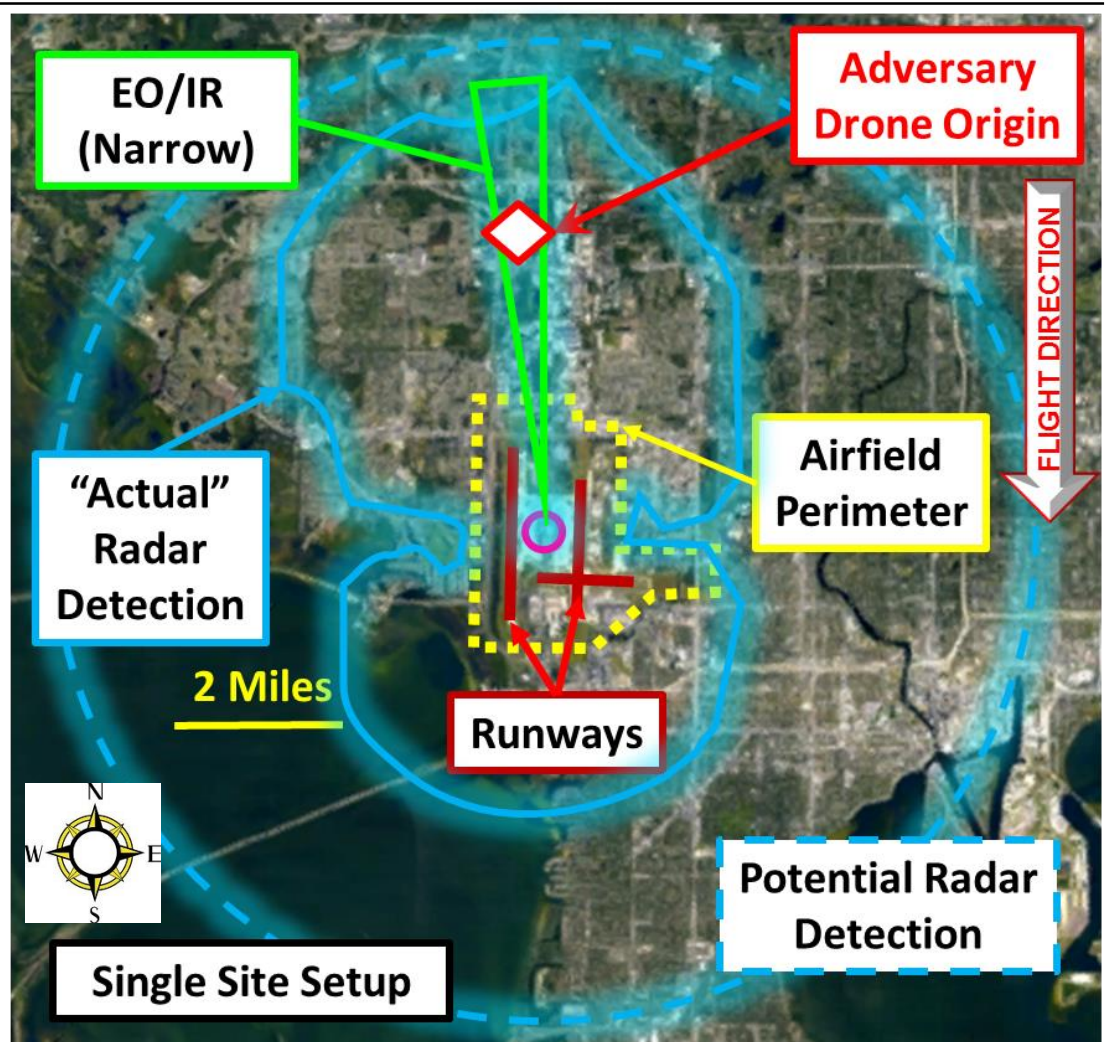 EO/IR
(Narrow)
Adversary
Drone Origin
FLIGHT DIRECTION
Airfield
Perimeter
“Actual”
Radar
Detection
2 Miles
Runways
N
W E
S
Potential Radar
Detection
Single Site Setup